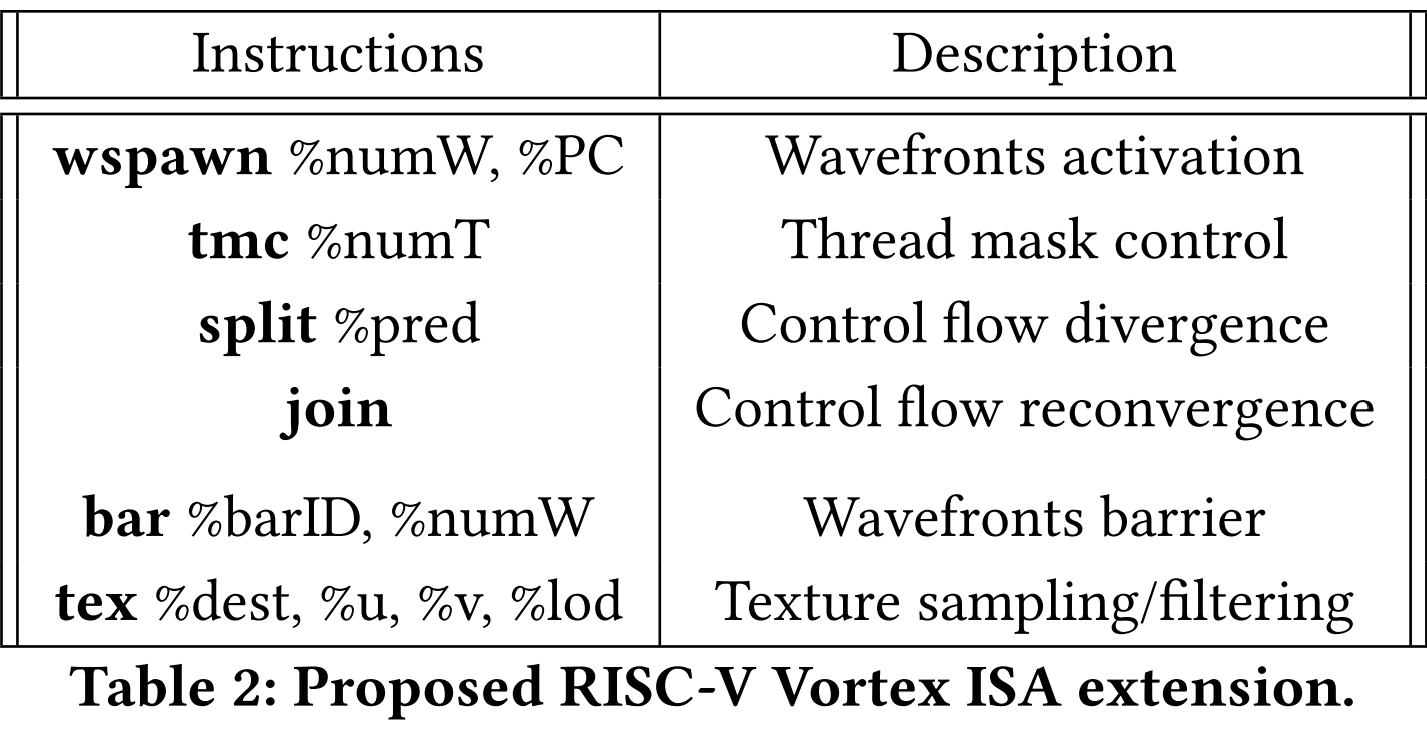 Instructions Description
wspawn %numW, %PC Wavefronts activation
tmc %numT Thread mask control
split %pred Control flow divergence
join Control flow reconvergence
bar %barID, %numW Wavefronts barrier
tex %dest, %u, %v, %lod Texture sampling/filtering
Table 2: Proposed RISC-V Vortex ISA extension.